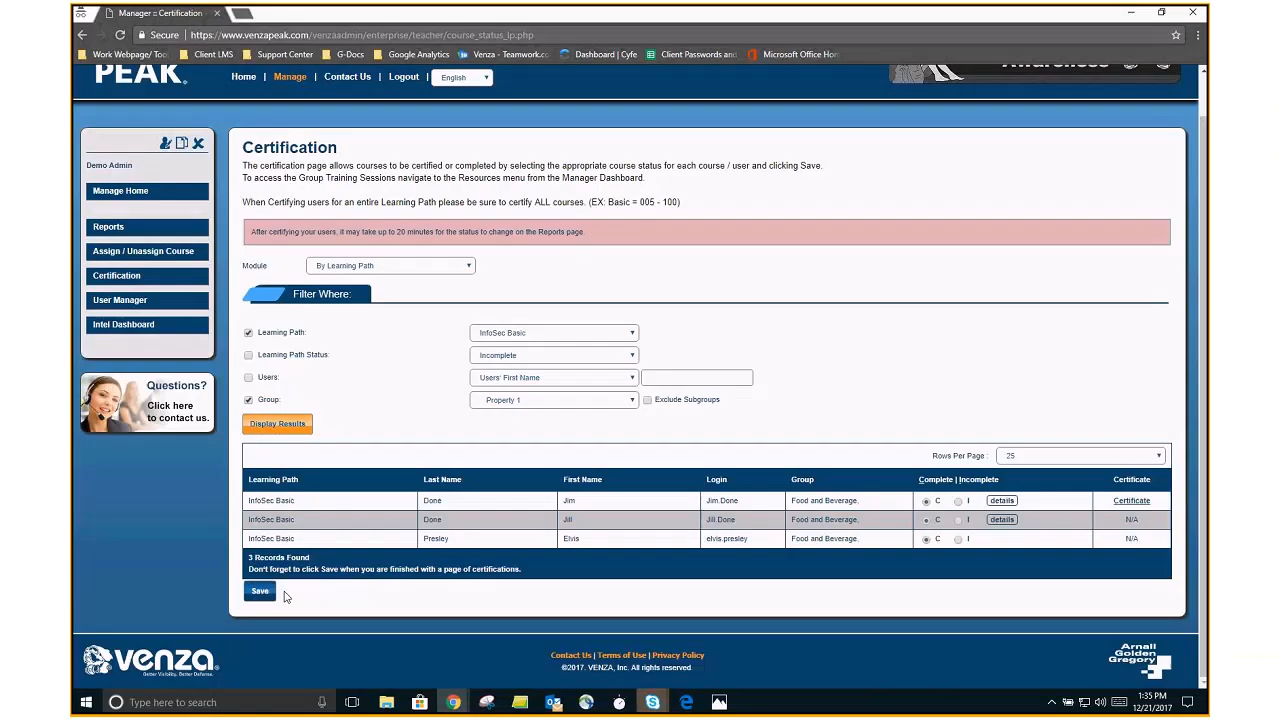 Manager :: Certification
Secure https://www.venzapeak.com/venzaadmin/enterprise/teacher/course_status_lp.php
Work Webpage/ Too Client LMS Support Center G-Docs Google Analytics Venza - Teamwork.co Dashboard | Cyfe Client Passwords and Microsoft Office Hom
PEAK® Home | Manage | Contact Us | Logout English
Awareness
Demo Admin
Manage Home
Reports
Assign / Unassign Course
Certification
User Manager
Intel Dashboard
Questions?
Click here
to contact us.
Certification
The certification page allows courses to be certified or completed by selecting the appropriate course status for each course / user and clicking Save.
To access the Group Training Sessions navigate to the Resources menu from the Manager Dashboard.
When Certifying users for an entire Learning Path please be sure to certify ALL courses. (EX: Basic = 005 - 100)
After certifying your users, it may take up to 20 minutes for the status to change on the Reports page
Module By Learning Path
Filter Where:
Learning Path: InfoSec Basic
Learning Path Status: Incomplete
Users: Users' First Name
Group: Property 1 Exclude Subgroups
Display Results
Rows Per Page : 25
Learning Path Last Name First Name Login Group Complete | Incomplete Certificate
InfoSec Basic Done Jim Jim.Done Food and Beverage, C I details Certificate
InfoSec Basic Done Jill Jill.Done Food and Beverage, C I details N/A
InfoSec Basic Presley Elvis elvis.presley Food and Beverage, C I N/A
3 Records Found
Don't forget to click Save when you are finished with a page of certifications.
Save
venza®
Better Visibility. Better Defense.
Contact Us | Terms of Use | Privacy Policy
©2017. VENZA, Inc. All rights reserved.
Arnall
Golden
Gregory
Type here to search
1:35 PM
12/21/2017